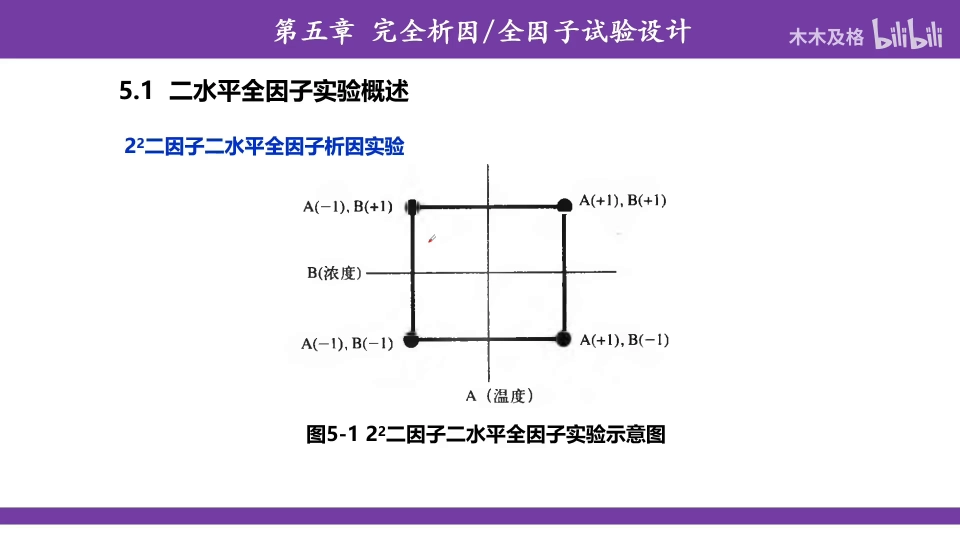 第五章 完全析因/全因子试验设计
木木及格 bilibili
5.1 二水平全因子实验概述
2²二因子二水平全因子析因实验
A(−1), B(+1)
A(+1), B(+1)
B(浓度)
A(−1), B(−1)
A(+1), B(−1)
A（温度）
图5-1 2²二因子二水平全因子实验示意图